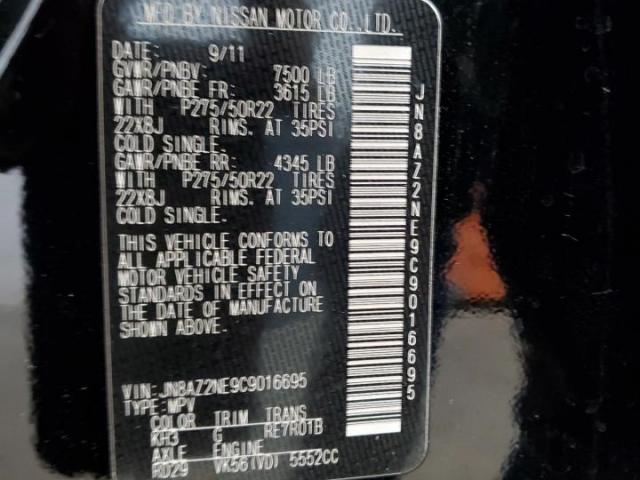 MFD BY NISSAN MOTOR CO.,LTD.
DATE: 9/11
GVWR/PNBV: 7500 LB
GAWR/PNBE FR: 3615 LB
WITH P275/50R22 TIRES
22X8J RIMS. AT 35PSI
COLD SINGLE.
GAWR/PNBE RR: 4345 LB
WITH P275/50R22 TIRES
22X8J RIMS. AT 35PSI
COLD SINGLE.
THIS VEHICLE CONFORMS TO
ALL APPLICABLE FEDERAL
MOTOR VEHICLE SAFETY
STANDARDS IN EFFECT ON
THE DATE OF MANUFACTURE
SHOWN ABOVE.
VIN: JN8AZ2NE9C9016695
TYPE: MPV
COLOR TRIM TRANS
KH3 G RE7R01B
AXLE ENGINE
RD29 VK56(VD) 5552CC
JN8AZ2NE9C9016695